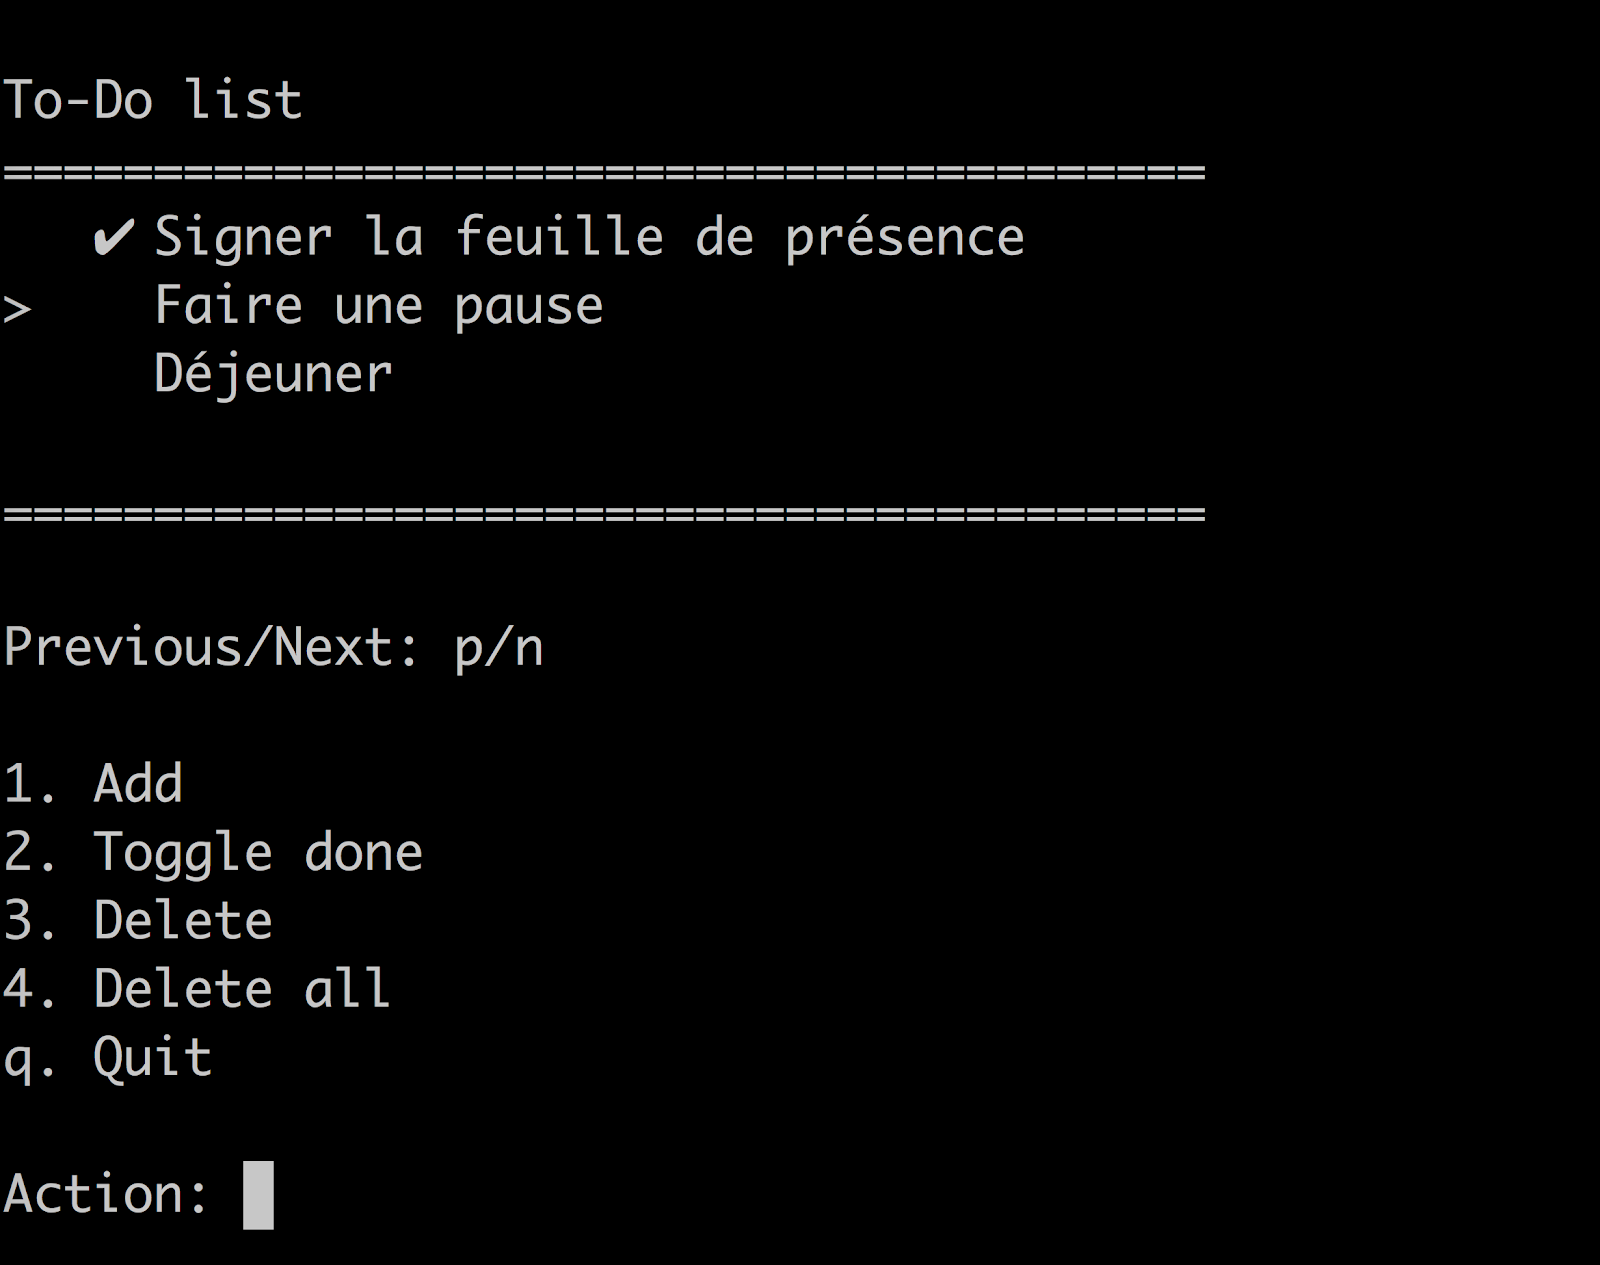 To-Do list
========================================
✔ Signer la feuille de présence
> Faire une pause
Déjeuner
========================================
Previous/Next: p/n
1. Add
2. Toggle done
3. Delete
4. Delete all
q. Quit
Action: